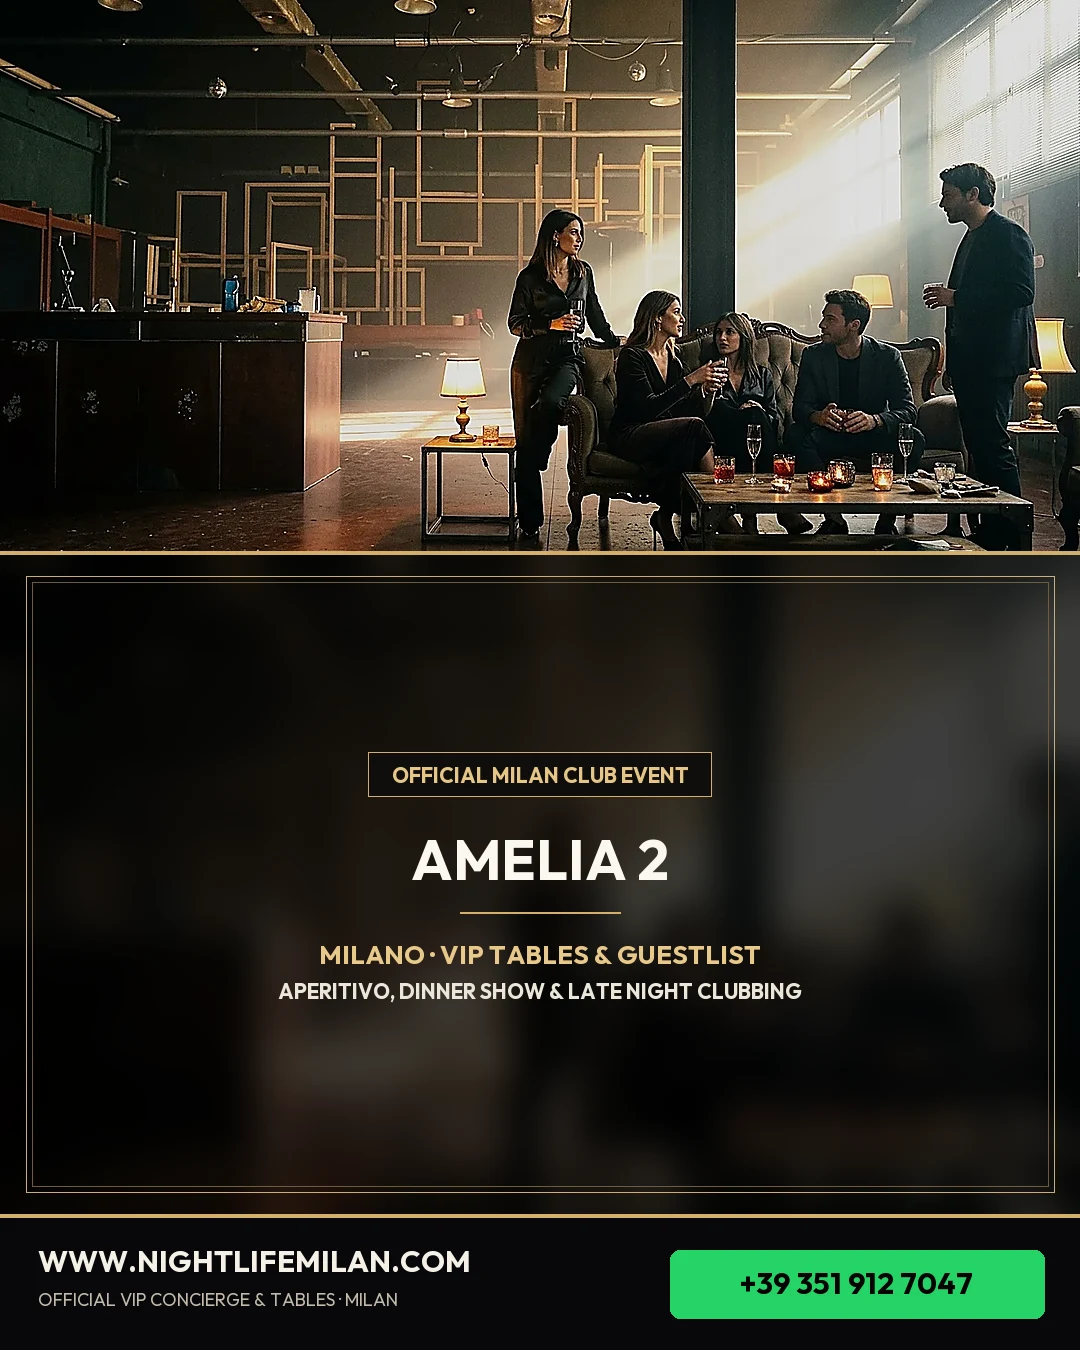 OFFICIAL MILAN CLUB EVENT
AMELIA 2
MILANO · VIP TABLES & GUESTLIST
APERITIVO, DINNER SHOW & LATE NIGHT CLUBBING
WWW.NIGHTLIFEMILAN.COM
OFFICIAL VIP CONCIERGE & TABLES · MILAN
+39 351 912 7047